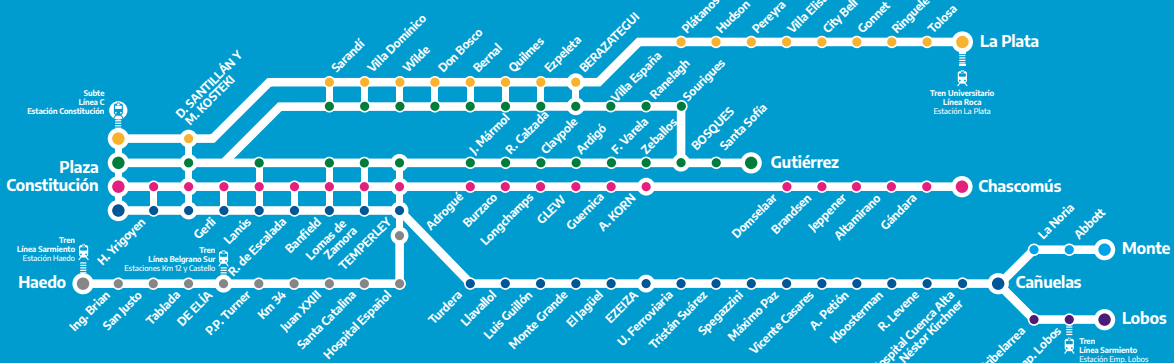 Sarandí
Villa Domínico
Wilde
Don Bosco
Bernal
Quilmes
Ezpeleta
BERAZATEGUI
Plátanos
Hudson
Pereyra
City Bell
Gonnet
Tolosa
La Plata
Tren Universitario
Línea Roca
Estación La Plata
Subte
Línea C
Estación Constitución
D. SANTILLÁN Y
M. KOSTEKI
Villa España
Ranelagh
Sourigues
Plaza
Constitución
J. Mármol
R. Calzada
Claypole
Ardigó
F. Varela
Zeballos
BOSQUES
Santa Sofía
Gutiérrez
H. Yrigoyen
Gerli
Lanús
R. de Escalada
Banfield
Lomas de
Zamora
TEMPERLEY
Adrogué
Burzaco
Longchamps
GLEW
Guernica
A. KORN
Donselaar
Brandsen
Jeppener
Altamirano
Gándara
Chascomús
Tren
Línea Sarmiento
Estación Haedo
Tren
Línea Belgrano Sur
Estaciones Km 12 y Castello
Haedo
Ing. Brian
San Justo
Tablada
DE ELÍA
P.P. Turner
Km 34
Juan XXIII
Santa Catalina
Hospital Español
Turdera
Llavallol
Luis Guillón
Monte Grande
El Jagüel
EZEIZA
U. Ferroviaria
Tristán Suárez
Spegazzini
Máximo Paz
Vicente Casares
A. Petión
Kloosterman
R. Levene
Hospital Cuenca Alta
Néstor Kirchner
Cañuelas
La Noria
Abbott
Monte
Lobos
Tren
Línea Sarmiento
Estación Emp. Lobos